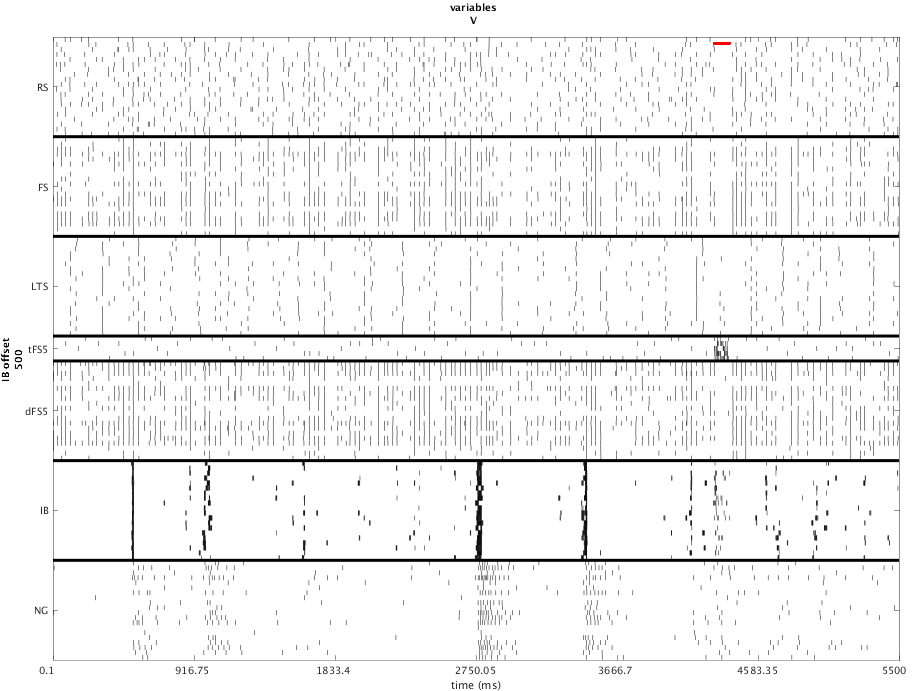 variables
V
RS
FS
LTS
tFS5
dFS5
IB
NG
IB offset
500
0.1 916.75 1833.4 2750.05 3666.7 4583.35 5500
time (ms)